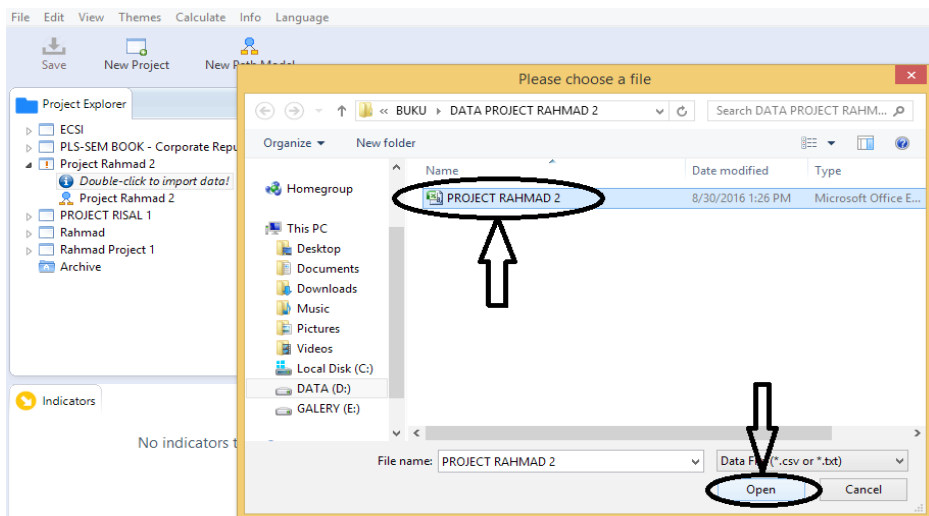 File Edit View Themes Calculate Info Language
Save New Project New Path Model
Please choose a file
Project Explorer
ECSI
PLS-SEM BOOK - Corporate Repu
Project Rahmad 2
Double-click to import data!
Project Rahmad 2
PROJECT RISAL 1
Rahmad
Rahmad Project 1
Archive
« BUKU DATA PROJECT RAHMAD 2
Search DATA PROJECT RAHM...
Organize New folder
Name Date modified Type
PROJECT RAHMAD 2 8/30/2016 1:26 PM Microsoft Office E...
Homegroup
This PC
Desktop
Documents
Downloads
Music
Pictures
Videos
Local Disk (C:)
DATA (D:)
GALERY (E:)
Indicators
No indicators t
File name: PROJECT RAHMAD 2
Data (*.csv or *.txt)
Open Cancel